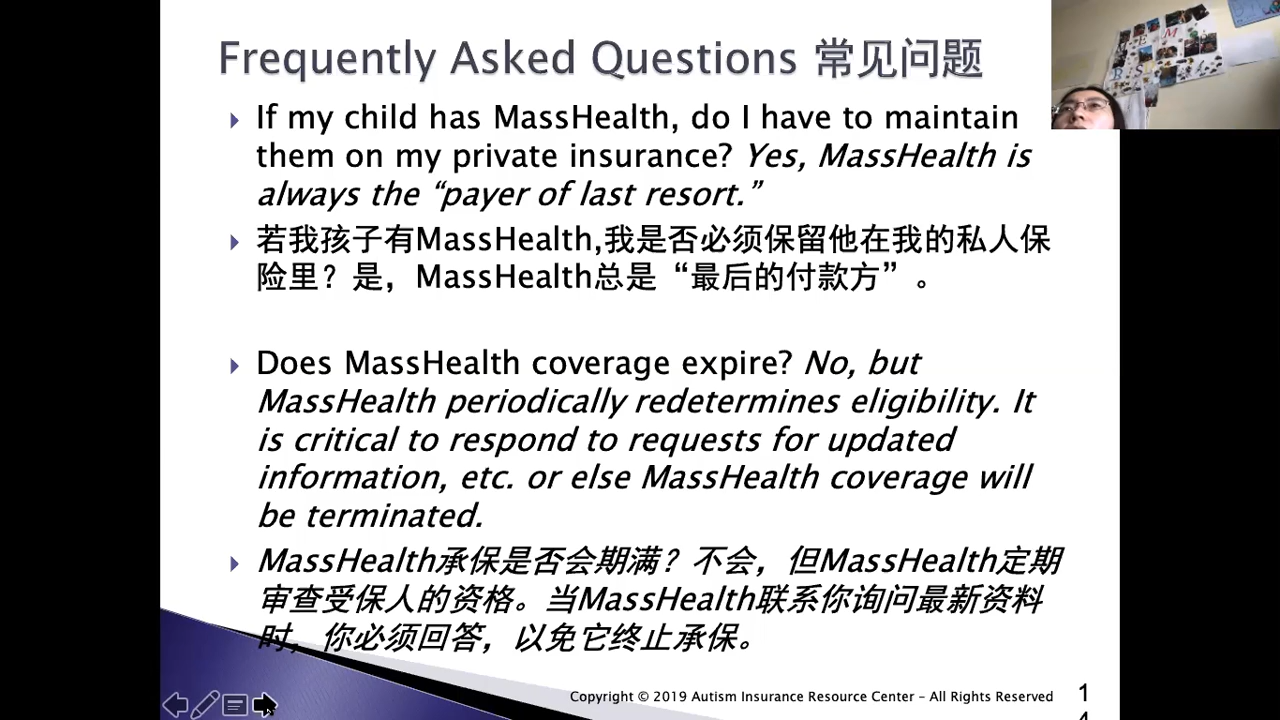 Frequently Asked Questions 常见问题
If my child has MassHealth, do I have to maintain
them on my private insurance? Yes, MassHealth is
always the “payer of last resort.”
若我孩子有MassHealth,我是否必须保留他在我的私人保
险里？是，MassHealth总是“最后的付款方”。
Does MassHealth coverage expire? No, but
MassHealth periodically redetermines eligibility. It
is critical to respond to requests for updated
information, etc. or else MassHealth coverage will
be terminated.
MassHealth承保是否会期满？不会，但MassHealth定期
审查受保人的资格。当MassHealth联系你询问最新资料
时，你必须回答，以免它终止承保。
Copyright © 2019 Autism Insurance Resource Center – All Rights Reserved
1
4